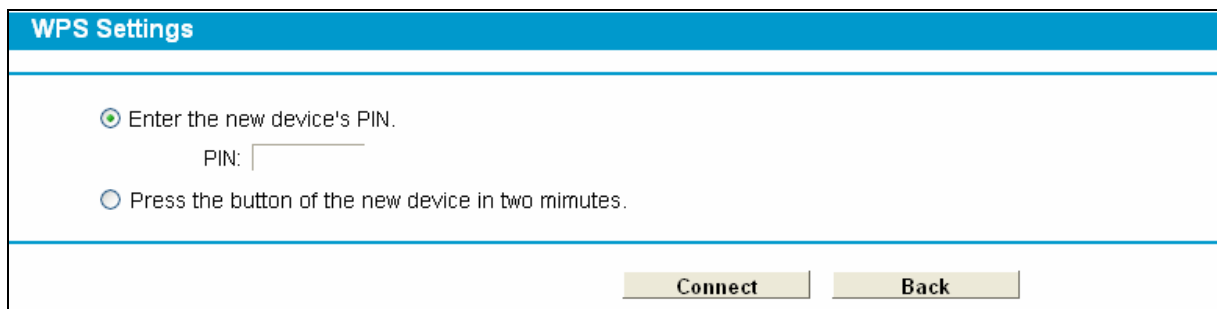 WPS Settings
Enter the new device's PIN.
PIN:
Press the button of the new device in two mimutes.
Connect Back